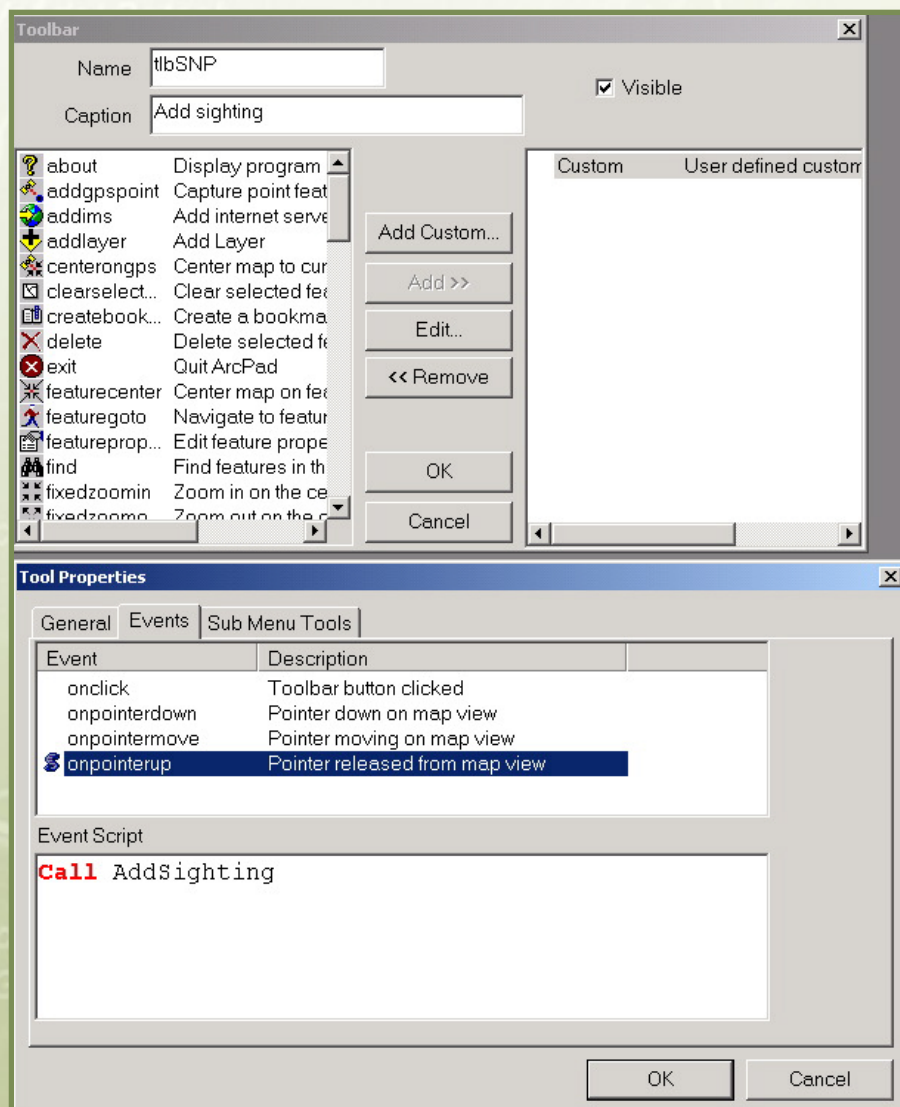 Toolbar
Name tlbSNP
Visible
Caption Add sighting
about Display program
addgpspoint Capture point feat
addims Add internet serve
addlayer Add Layer
centerongps Center map to cur
clearselect... Clear selected fea
createbook... Create a bookma
delete Delete selected fe
exit Quit ArcPad
featurecenter Center map on fea
featuregoto Navigate to featur
featureprop... Edit feature prope
find Find features in th
fixedzoomin Zoom in on the ce
fixedzoomo Zoom out on the c
Add Custom...
Add >>
Edit...
<< Remove
OK
Cancel
Custom User defined custom
Tool Properties
General Events Sub Menu Tools
Event Description
onclick Toolbar button clicked
onpointerdown Pointer down on map view
onpointermove Pointer moving on map view
onpointerup Pointer released from map view
Event Script
Call AddSighting
OK Cancel